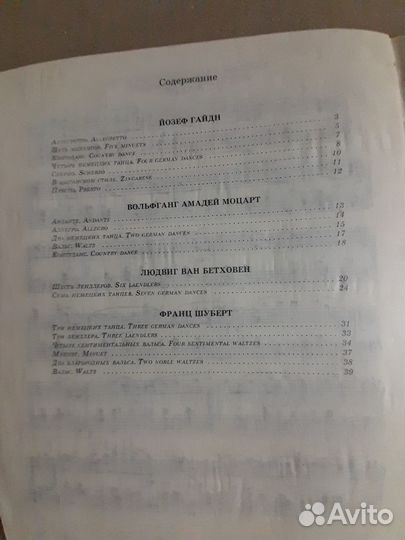 Содержание
ЙОЗЕФ ГАЙДН
Аллегретто. Allegretto 3
Пять менуэтов. Five minuets 5
Контрданс. Country dance 7
Четыре немецких танца. Four german dances 8
Скерцо. Scherzo 10
В цыганском стиле. Zingarese 11
Престо. Presto 12
ВОЛЬФГАНГ АМАДЕЙ МОЦАРТ
Анданте. Andante 13
Аллегро. Allegro 14
Два немецких танца. Two german dances 15
Вальс. Waltz 17
Контрданс. Country dance 18
ЛЮДВИГ ВАН БЕТХОВЕН
Шесть лендлеров. Six laendlers 20
Семь немецких танцев. Seven german dances 24
ФРАНЦ ШУБЕРТ
Три немецких танца. Three german dances 31
Три лендлера. Three laendlers 33
Четыре сентиментальных вальса. Four sentimental waltzes 34
Менуэт. Minuet 37
Два благородных вальса. Two noble waltzes 38
Вальс. Waltz 39
Avito